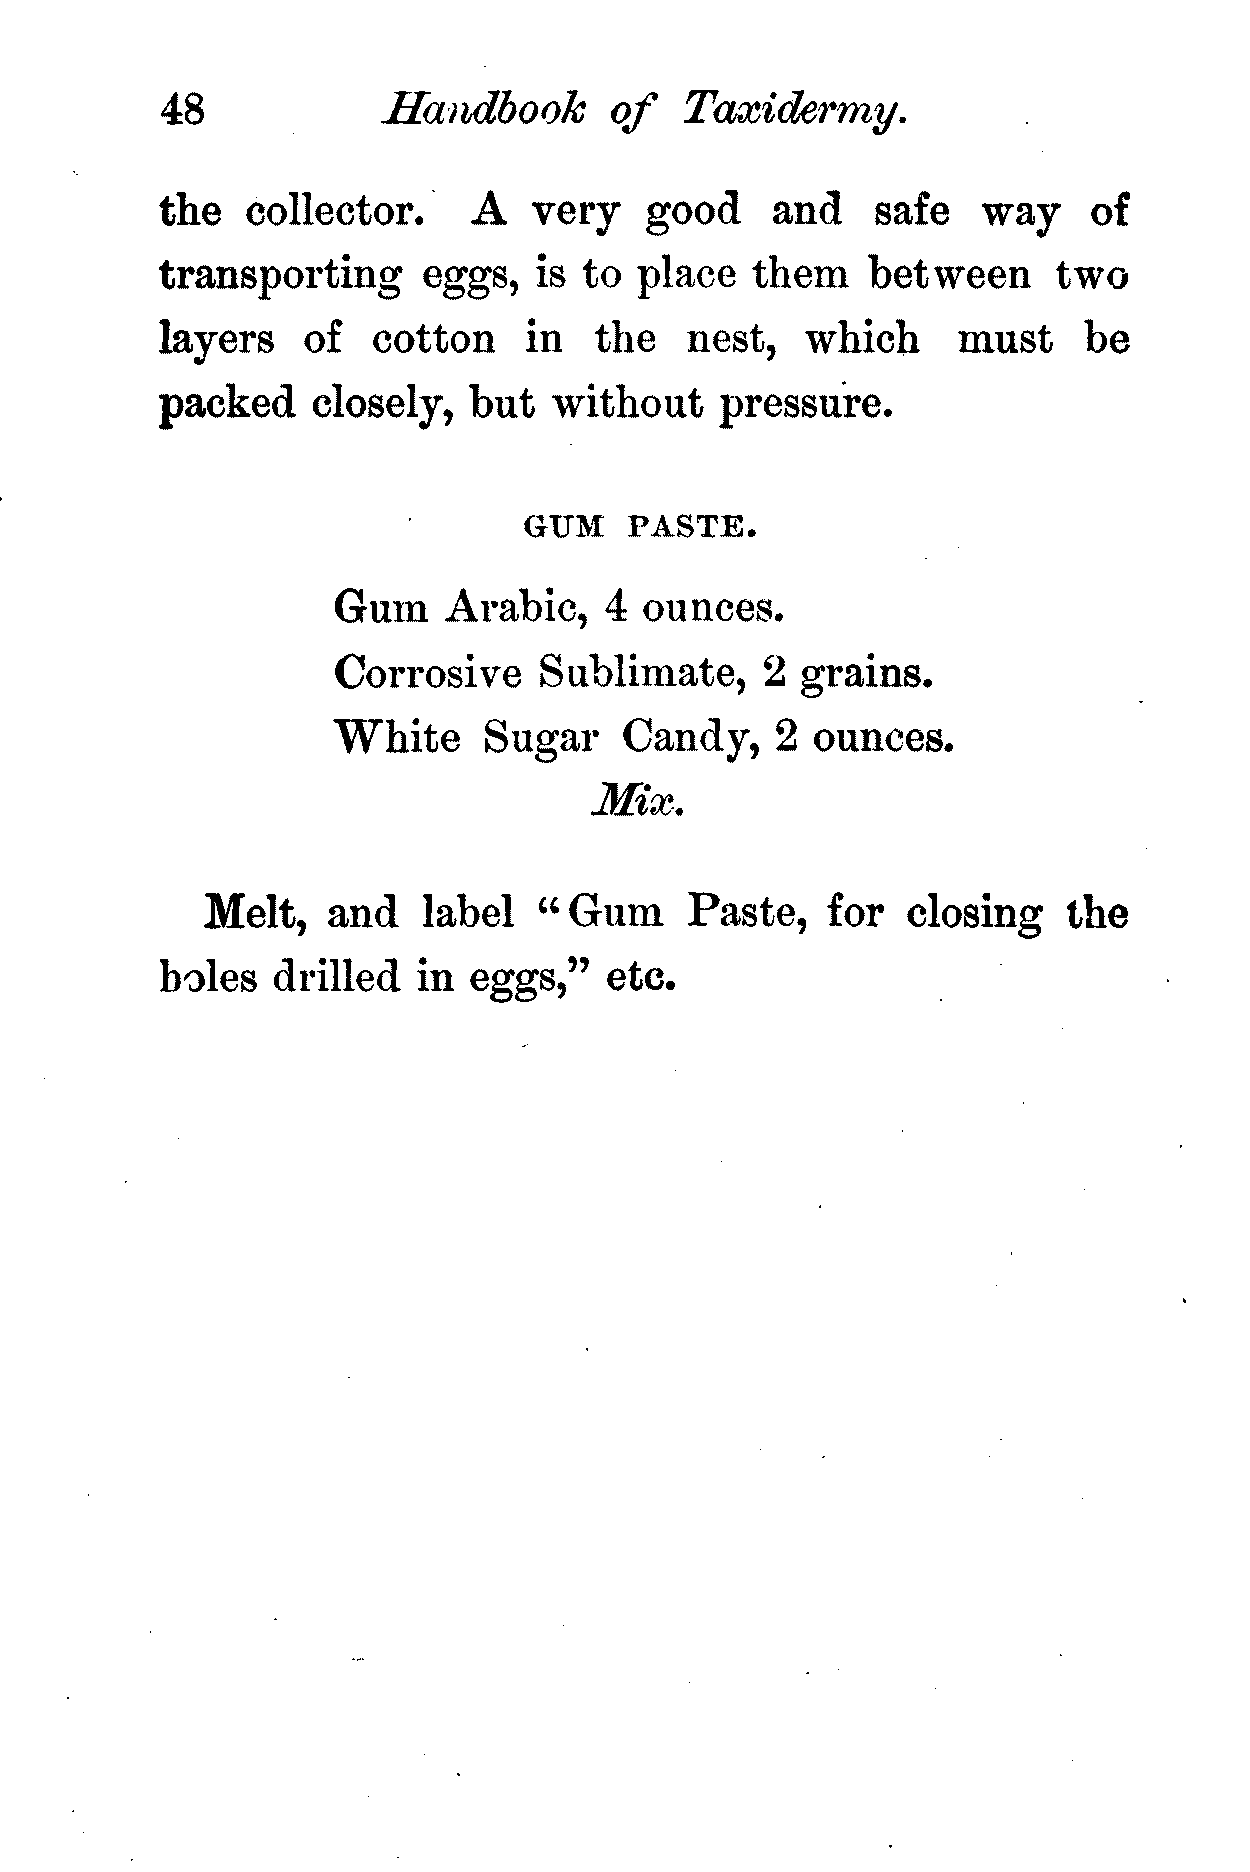 48 Handbook of Taxidermy.
the collector. A very good and safe way of
transporting eggs, is to place them between two
layers of cotton in the nest, which must be
packed closely, but without pressure.
GUM PASTE.
Gum Arabic, 4 ounces.
Corrosive Sublimate, 2 grains.
White Sugar Candy, 2 ounces.
Mix.
Melt, and label “Gum Paste, for closing the
holes drilled in eggs,” etc.